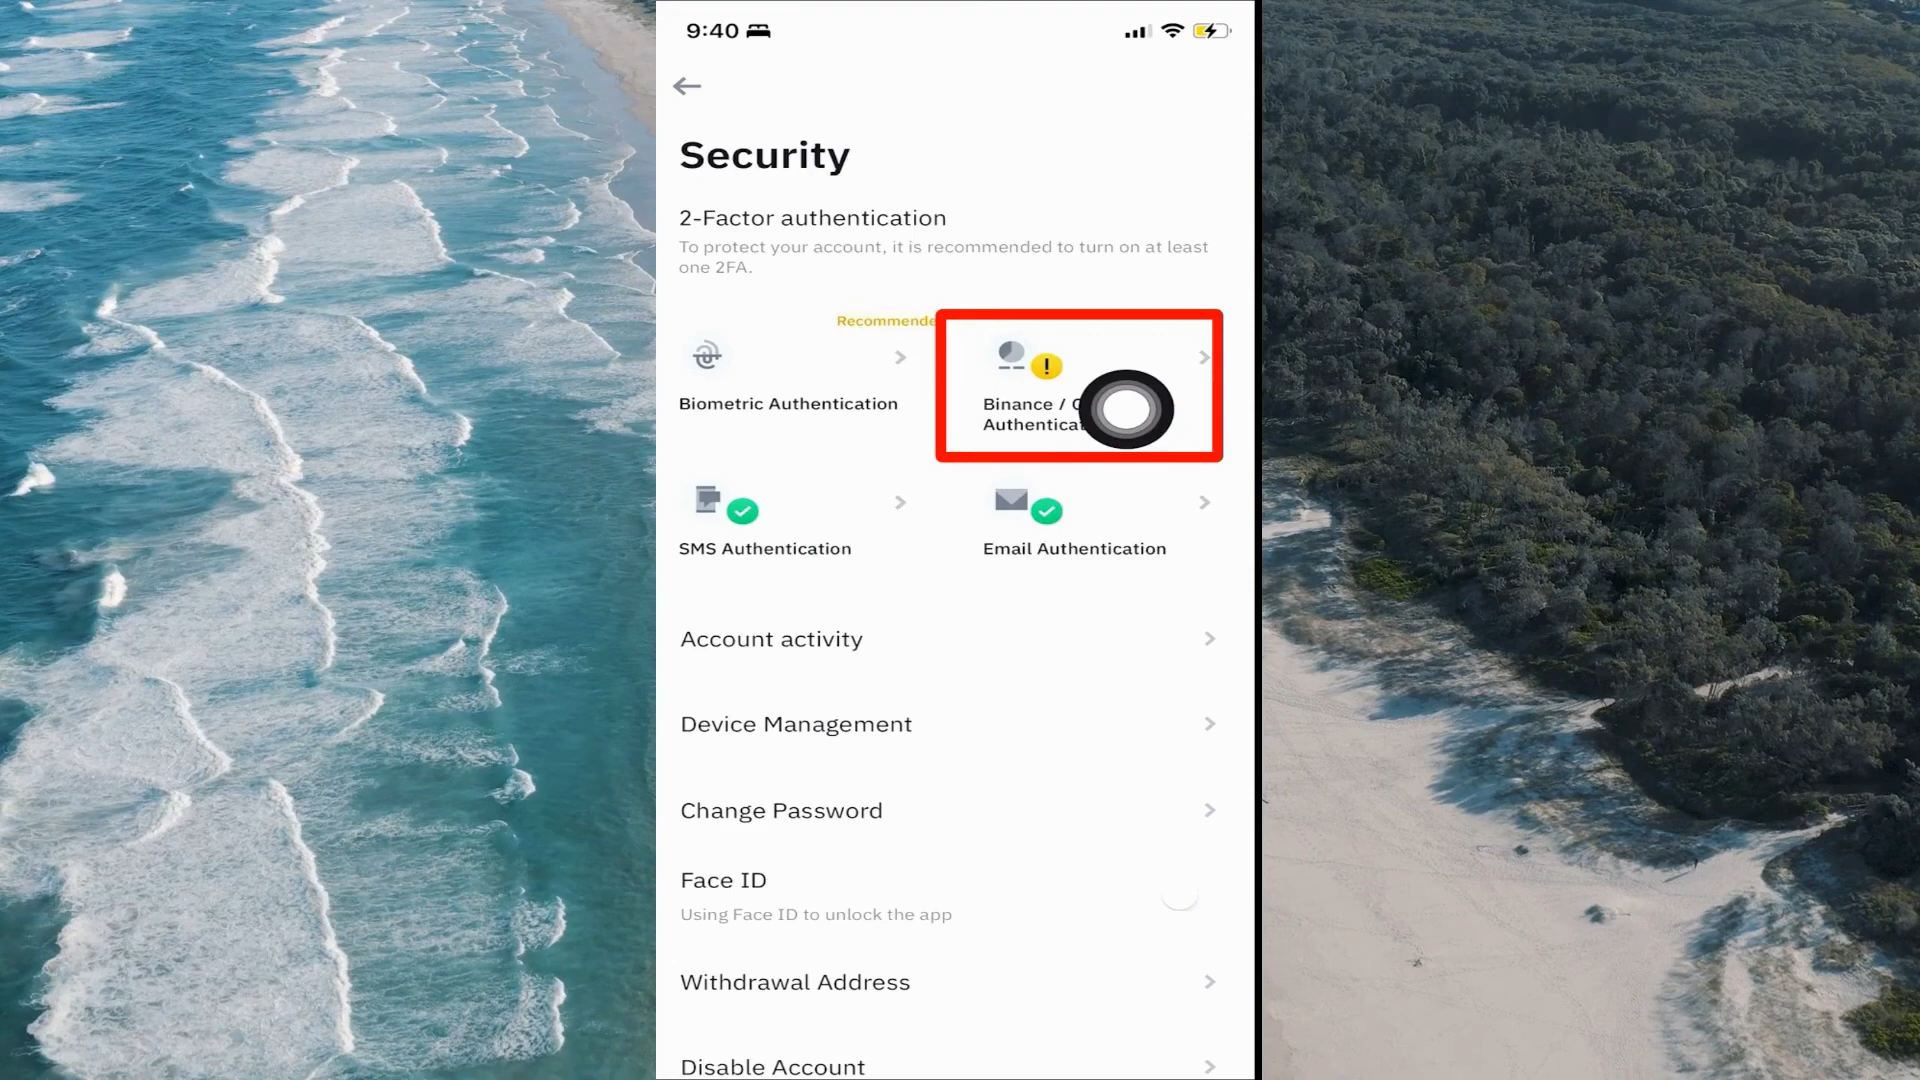 9:40
Security
2-Factor authentication
To protect your account, it is recommended to turn on at least
one 2FA.
Biometric Authentication
Binance /
SMS Authentication
Email Authentication
Account activity
Device Management
Change Password
Face ID
Using Face ID to unlock the app
Withdrawal Address
Disable Account